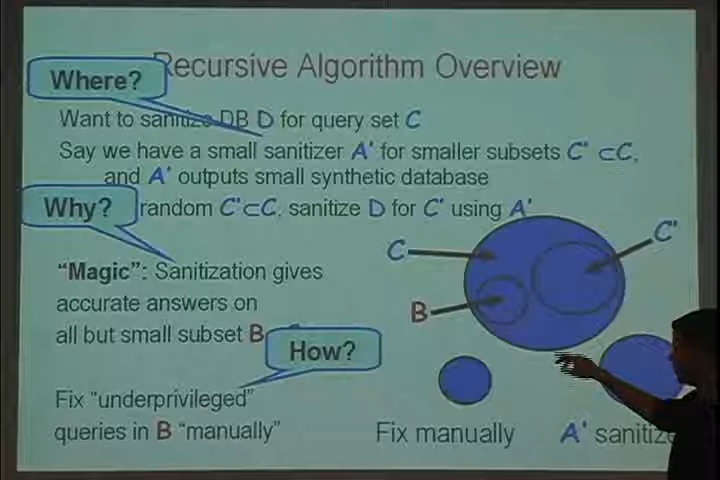 Recursive Algorithm Overview
Where?
Want to sanitize DB D for query set C
Say we have a small sanitizer A' for smaller subsets C' ⊂C,
and A' outputs small synthetic database
Why?
random C'⊂C, sanitize D for C' using A'
C
C'
"Magic": Sanitization gives
accurate answers on
all but small subset B
B
How?
Fix "underprivileged"
queries in B "manually"
Fix manually
A' sanitize